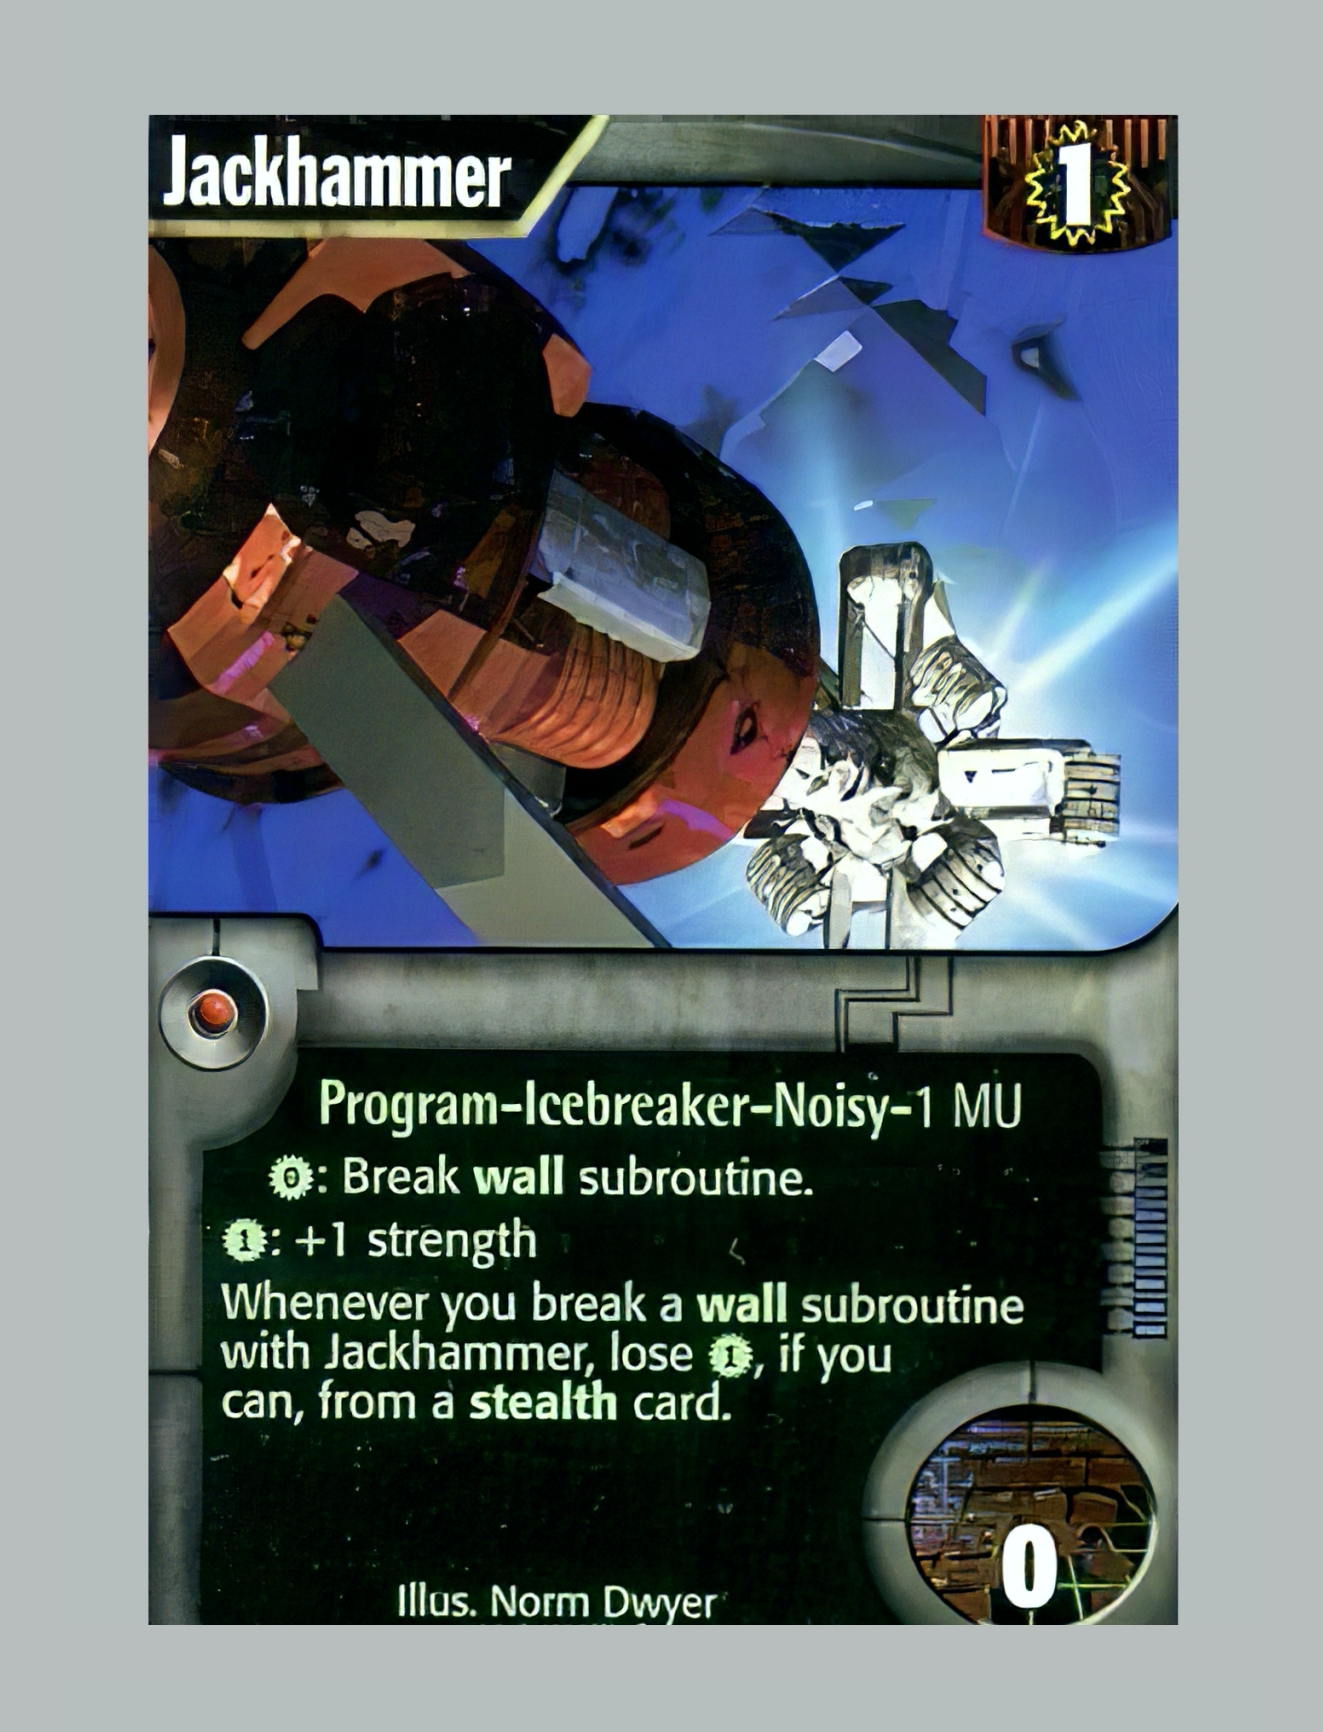 Jackhammer
1
Program-Icebreaker-Noisy-1 MU
0: Break wall subroutine.
1: +1 strength
Whenever you break a wall subroutine
with Jackhammer, lose 1, if you
can, from a stealth card.
0
Illus. Norm Dwyer